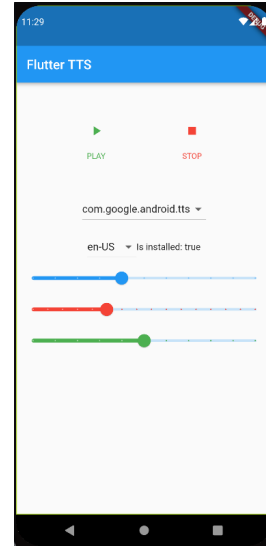 11:29
DEBUG
Flutter TTS
PLAY STOP
com.google.android.tts
en-US Is installed: true